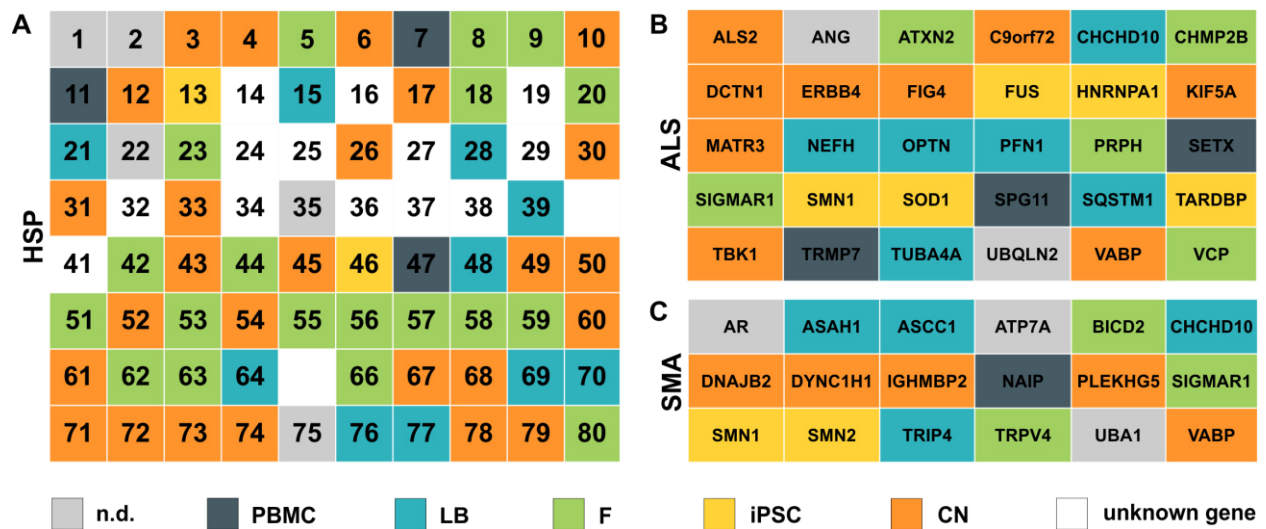 A
1 2 3 4 5 6 7 8 9 10
11 12 13 14 15 16 17 18 19 20
21 22 23 24 25 26 27 28 29 30
31 32 33 34 35 36 37 38 39
41 42 43 44 45 46 47 48 49 50
51 52 53 54 55 56 57 58 59 60
61 62 63 64 66 67 68 69 70
71 72 73 74 75 76 77 78 79 80
HSP
B
ALS2 ANG ATXN2 C9orf72 CHCHD10 CHMP2B
DCTN1 ERBB4 FIG4 FUS HNRNPA1 KIF5A
MATR3 NEFH OPTN PFN1 PRPH SETX
SIGMAR1 SMN1 SOD1 SPG11 SQSTM1 TARDBP
TBK1 TRMP7 TUBA4A UBQLN2 VABP VCP
ALS
C
AR ASAH1 ASCC1 ATP7A BICD2 CHCHD10
DNAJB2 DYNC1H1 IGHMBP2 NAIP PLEKHG5 SIGMAR1
SMN1 SMN2 TRIP4 TRPV4 UBA1 VABP
SMA
n.d. PBMC LB F iPSC CN unknown gene